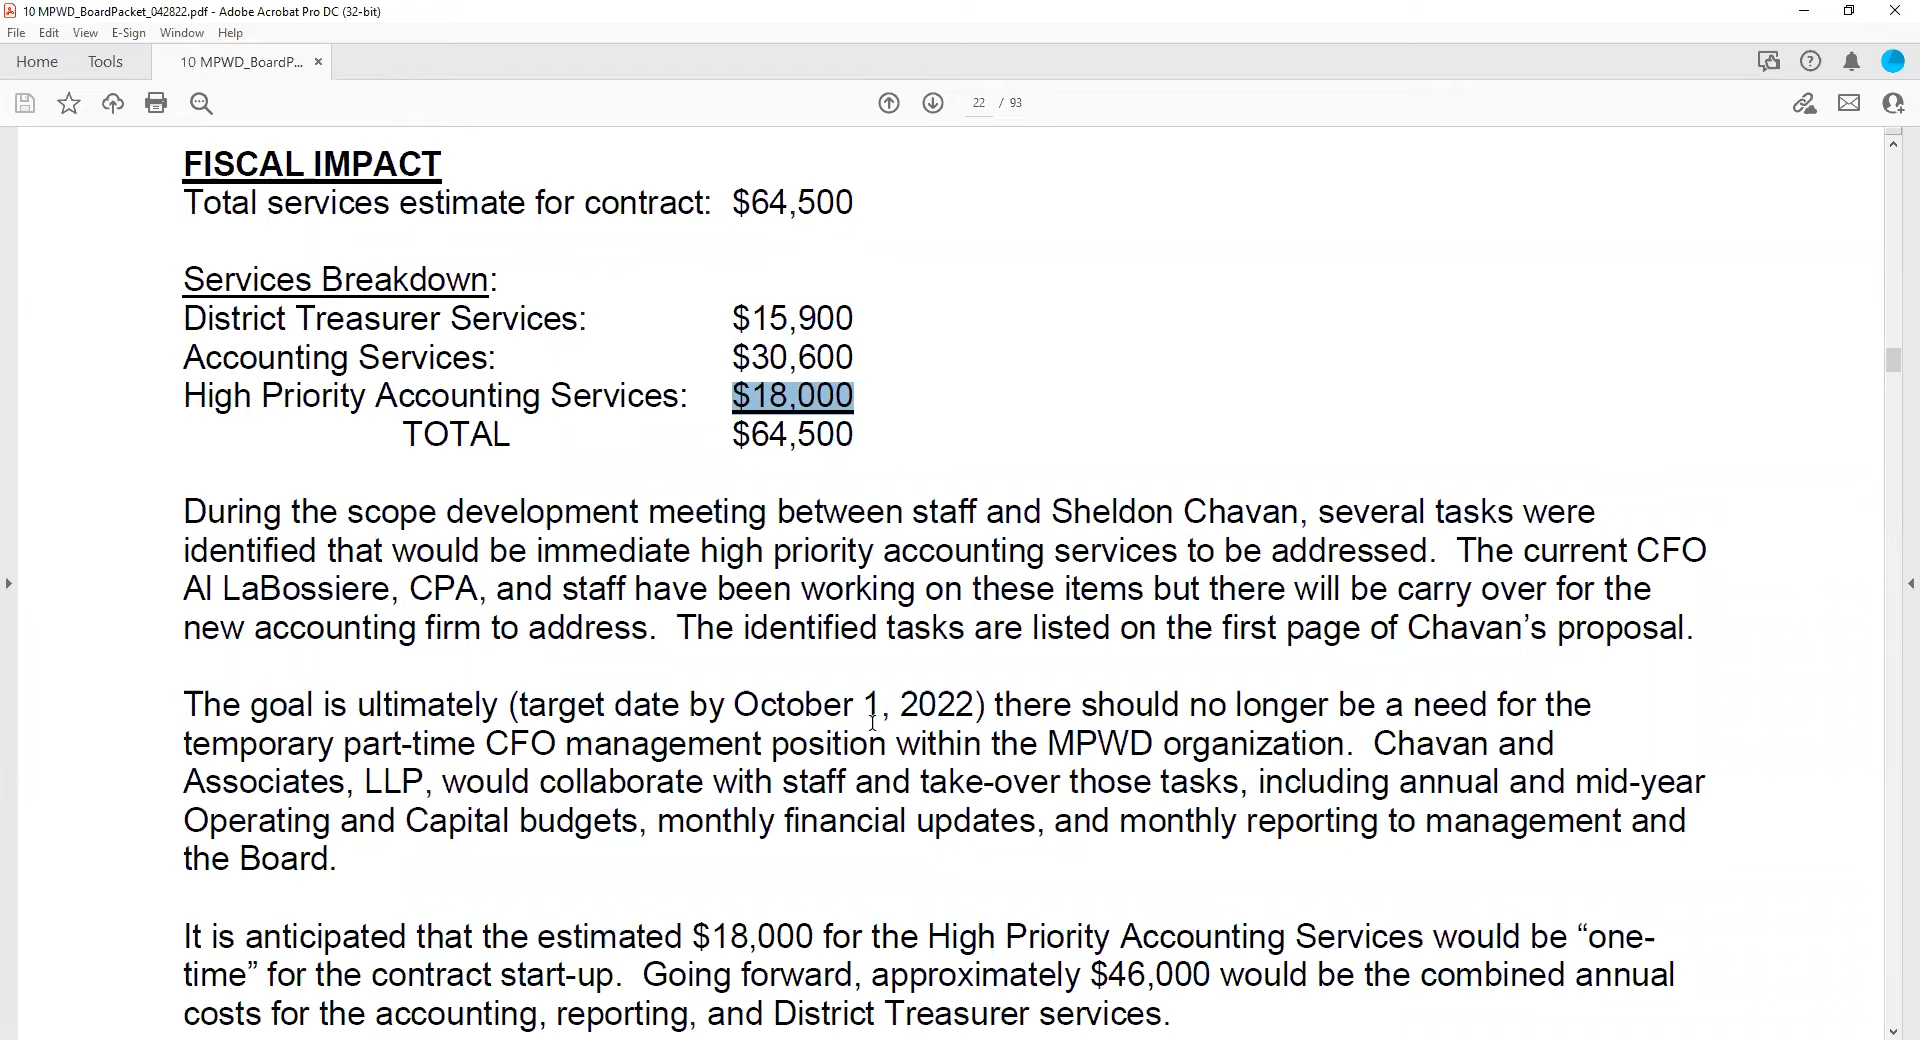 10 MPWD_BoardPacket_042822.pdf - Adobe Acrobat Pro DC (32-bit)
File Edit View E-Sign Window Help
Home Tools 10 MPWD_BoardP... ×
22 / 93
FISCAL IMPACT
Total services estimate for contract: $64,500
Services Breakdown:
District Treasurer Services: $15,900
Accounting Services: $30,600
High Priority Accounting Services: $18,000
TOTAL $64,500
During the scope development meeting between staff and Sheldon Chavan, several tasks were
identified that would be immediate high priority accounting services to be addressed. The current CFO
Al LaBossiere, CPA, and staff have been working on these items but there will be carry over for the
new accounting firm to address. The identified tasks are listed on the first page of Chavan’s proposal.
The goal is ultimately (target date by October 1, 2022) there should no longer be a need for the
temporary part-time CFO management position within the MPWD organization. Chavan and
Associates, LLP, would collaborate with staff and take-over those tasks, including annual and mid-year
Operating and Capital budgets, monthly financial updates, and monthly reporting to management and
the Board.
It is anticipated that the estimated $18,000 for the High Priority Accounting Services would be “one-
time” for the contract start-up. Going forward, approximately $46,000 would be the combined annual
costs for the accounting, reporting, and District Treasurer services.